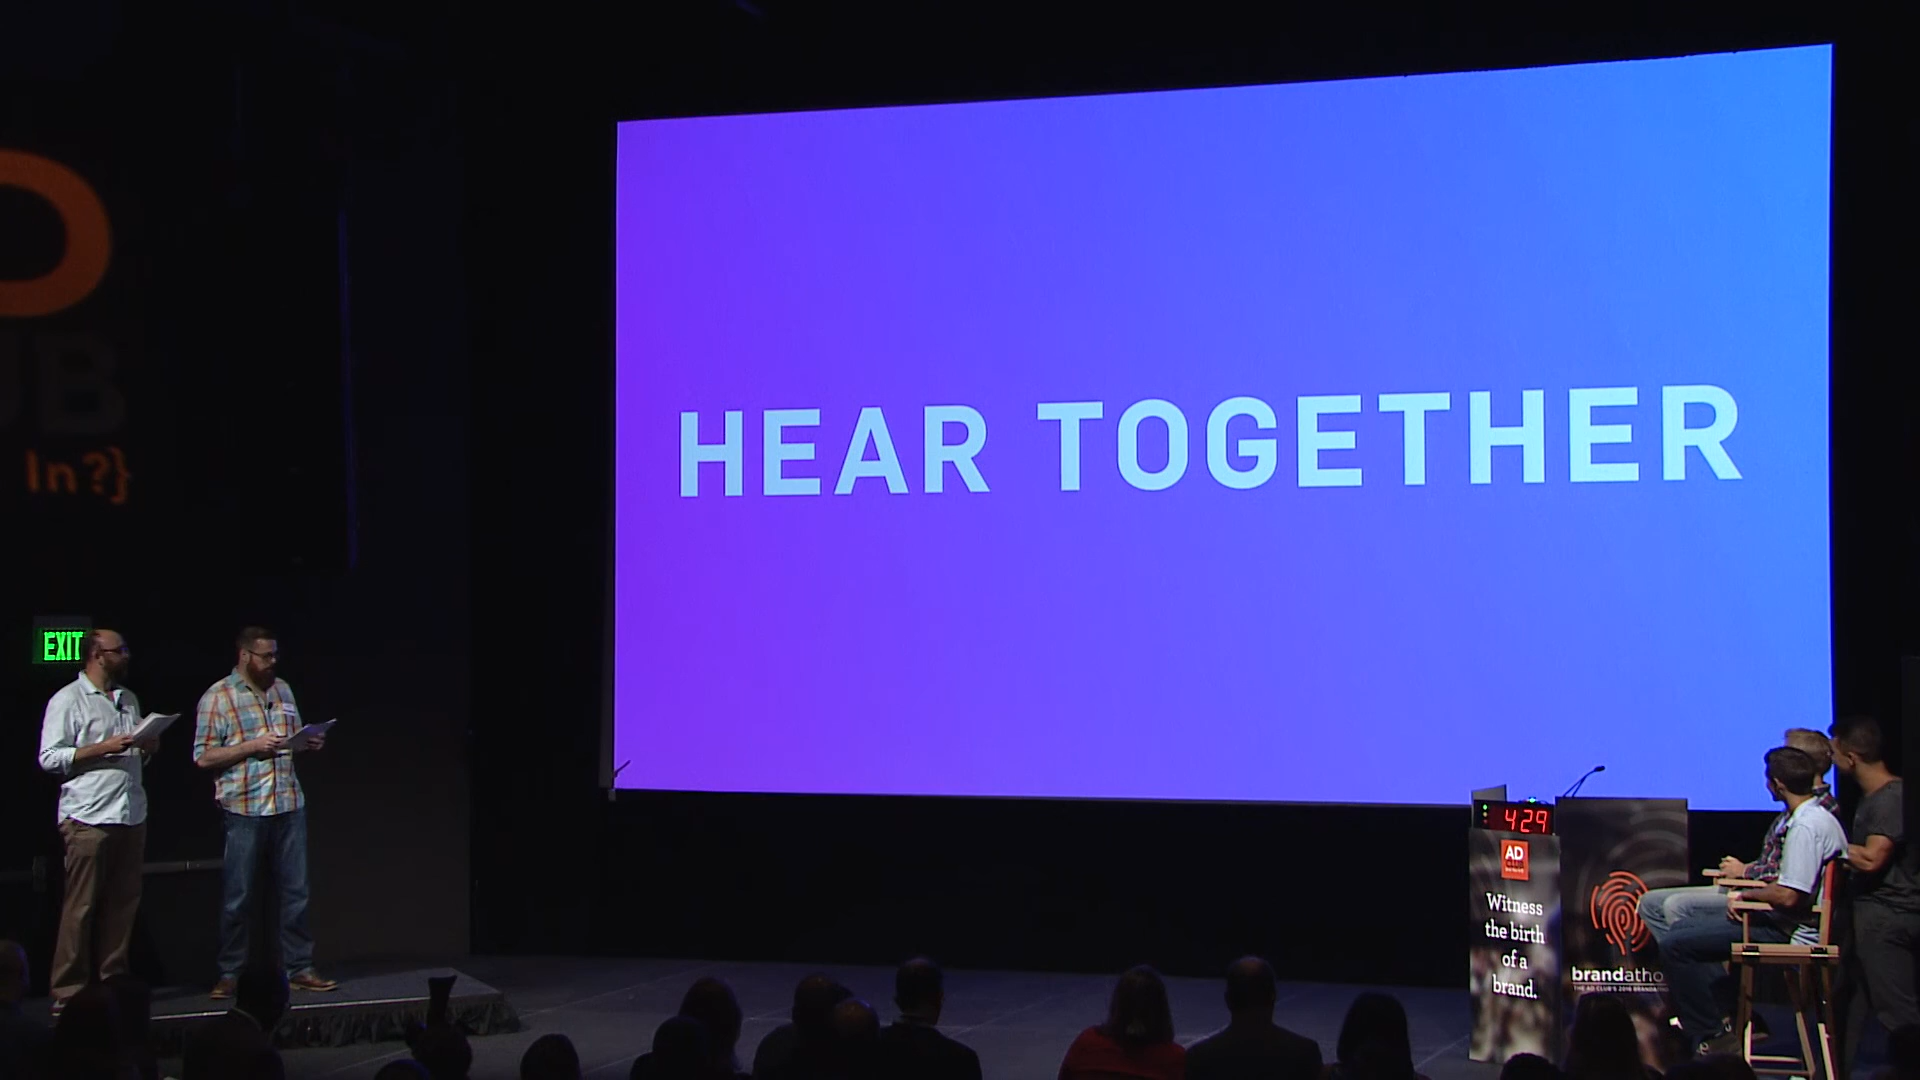 HEAR TOGETHER
In?}
EXIT
429
AD
Witness
the birth
of a
brand.
brandatho